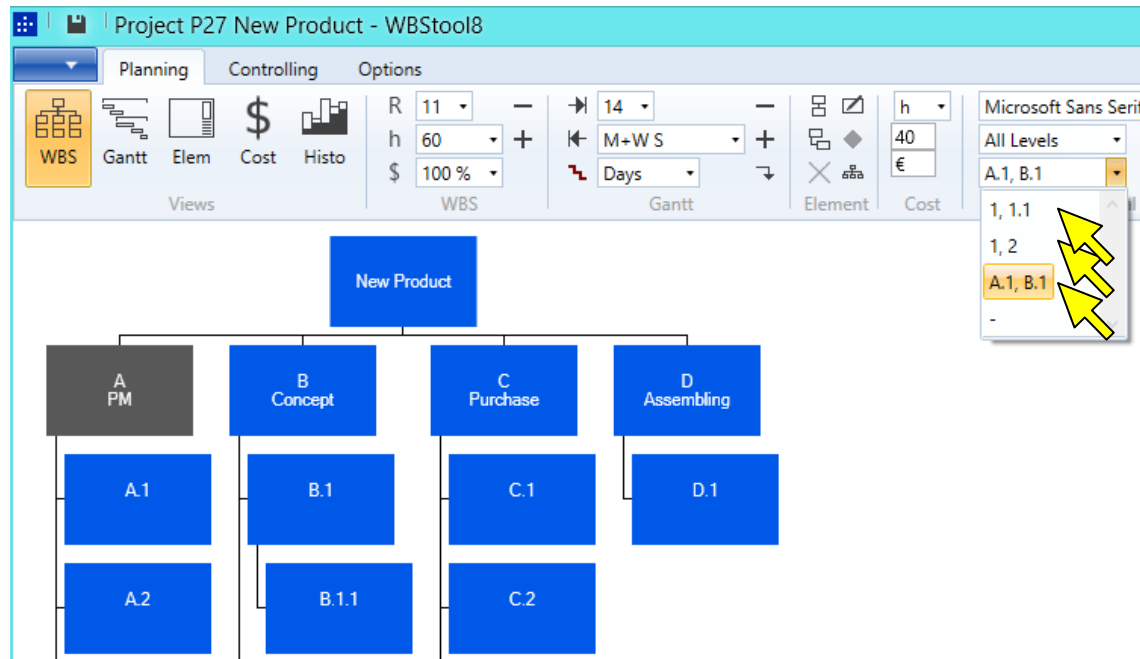 Project P27 New Product - WBStool8
Planning Controlling Options
R 11 14 h Microsoft Sans Serif
h 60 M+W S 40 All Levels
WBS Gantt Elem Cost Histo
$ 100 % Days € A.1, B.1
Views WBS Gantt Element Cost
1, 1.1
1, 2
A.1, B.1
-
New Product
A
PM
B
Concept
C
Purchase
D
Assembling
A.1 B.1 C.1 D.1
A.2 B.1.1 C.2